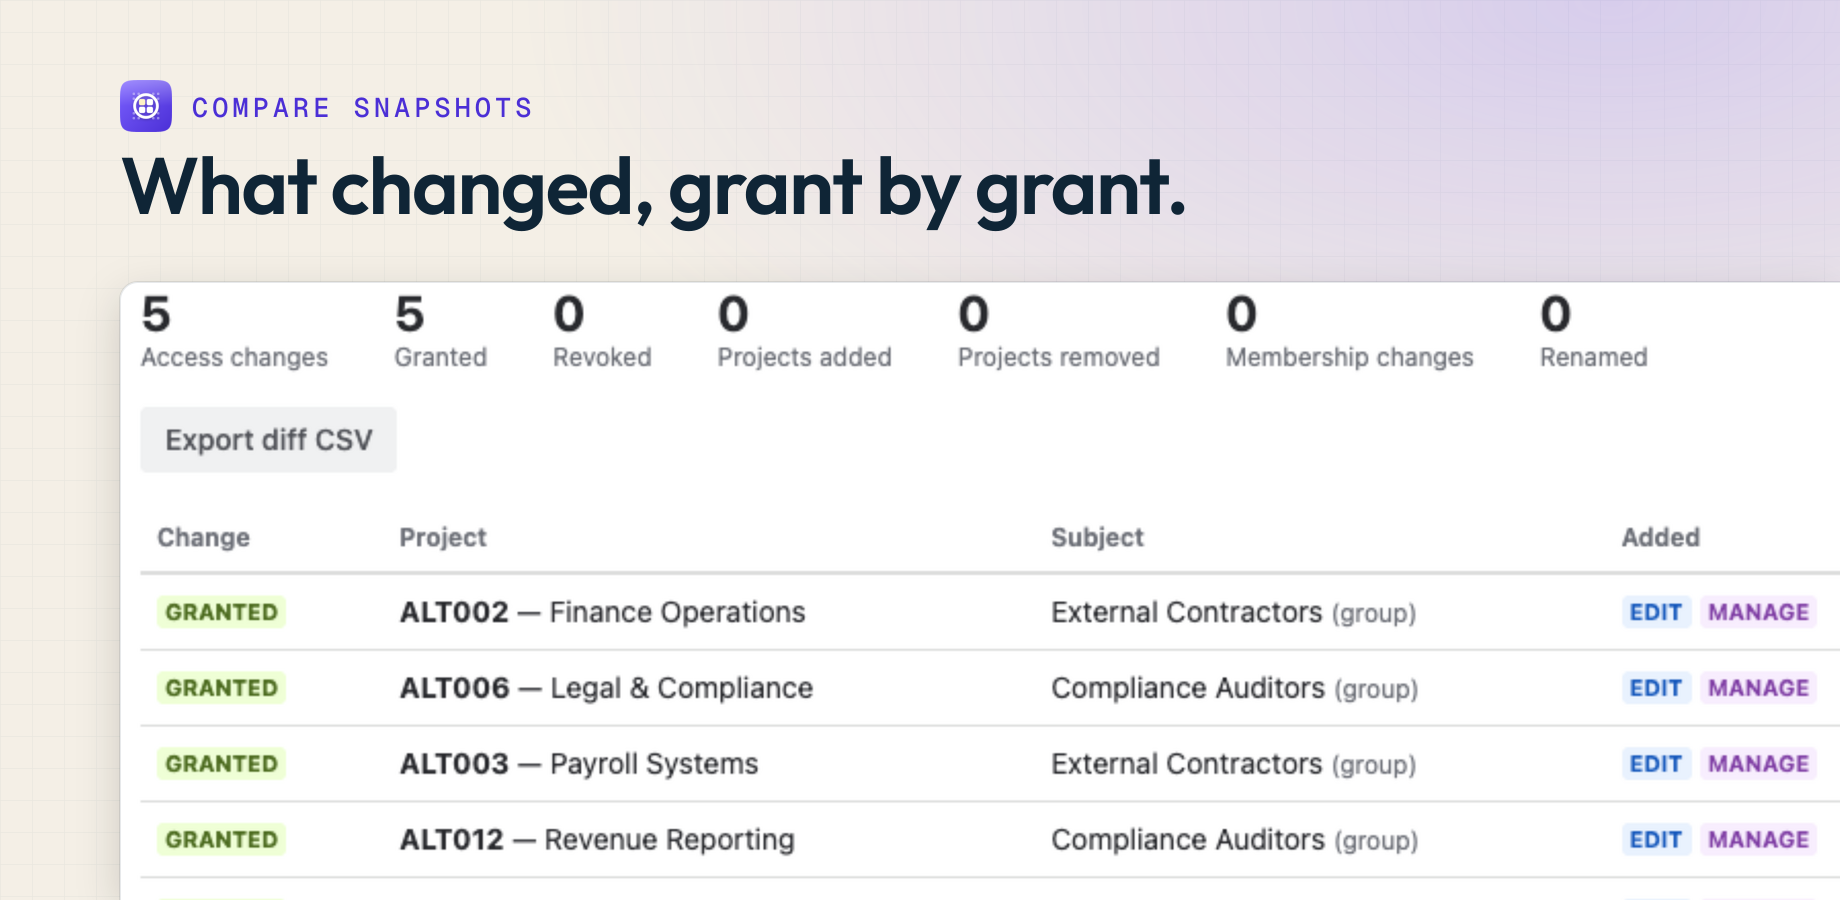 COMPARE SNAPSHOTS
What changed, grant by grant.
5 5 0 0 0 0 0
Access changes Granted Revoked Projects added Projects removed Membership changes Renamed
Export diff CSV
Change Project Subject Added
GRANTED ALT002 — Finance Operations External Contractors (group) EDIT MANAGE
GRANTED ALT006 — Legal & Compliance Compliance Auditors (group) EDIT MANAGE
GRANTED ALT003 — Payroll Systems External Contractors (group) EDIT MANAGE
GRANTED ALT012 — Revenue Reporting Compliance Auditors (group) EDIT MANAGE